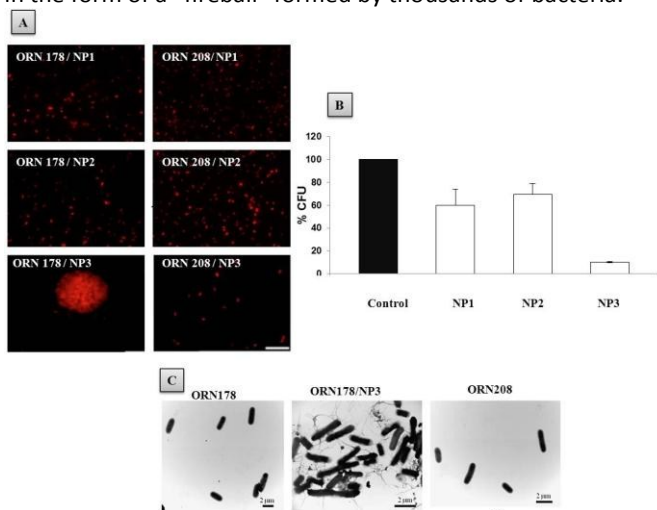 in the form of a "fireball" formed by thousands of bacteria.
A
ORN 178/ NP1
ORN 208/NP1
ORN 178/ NP2
ORN 208/ NP2
ORN 178/NP3
ORN 208/NP3
B
120
100
80
60
40
20
0
% CFU
Control
NP1
NP2
NP3
C
ORN178
ORN178/NP3
ORN208
2 μm
2 μm
2 μm